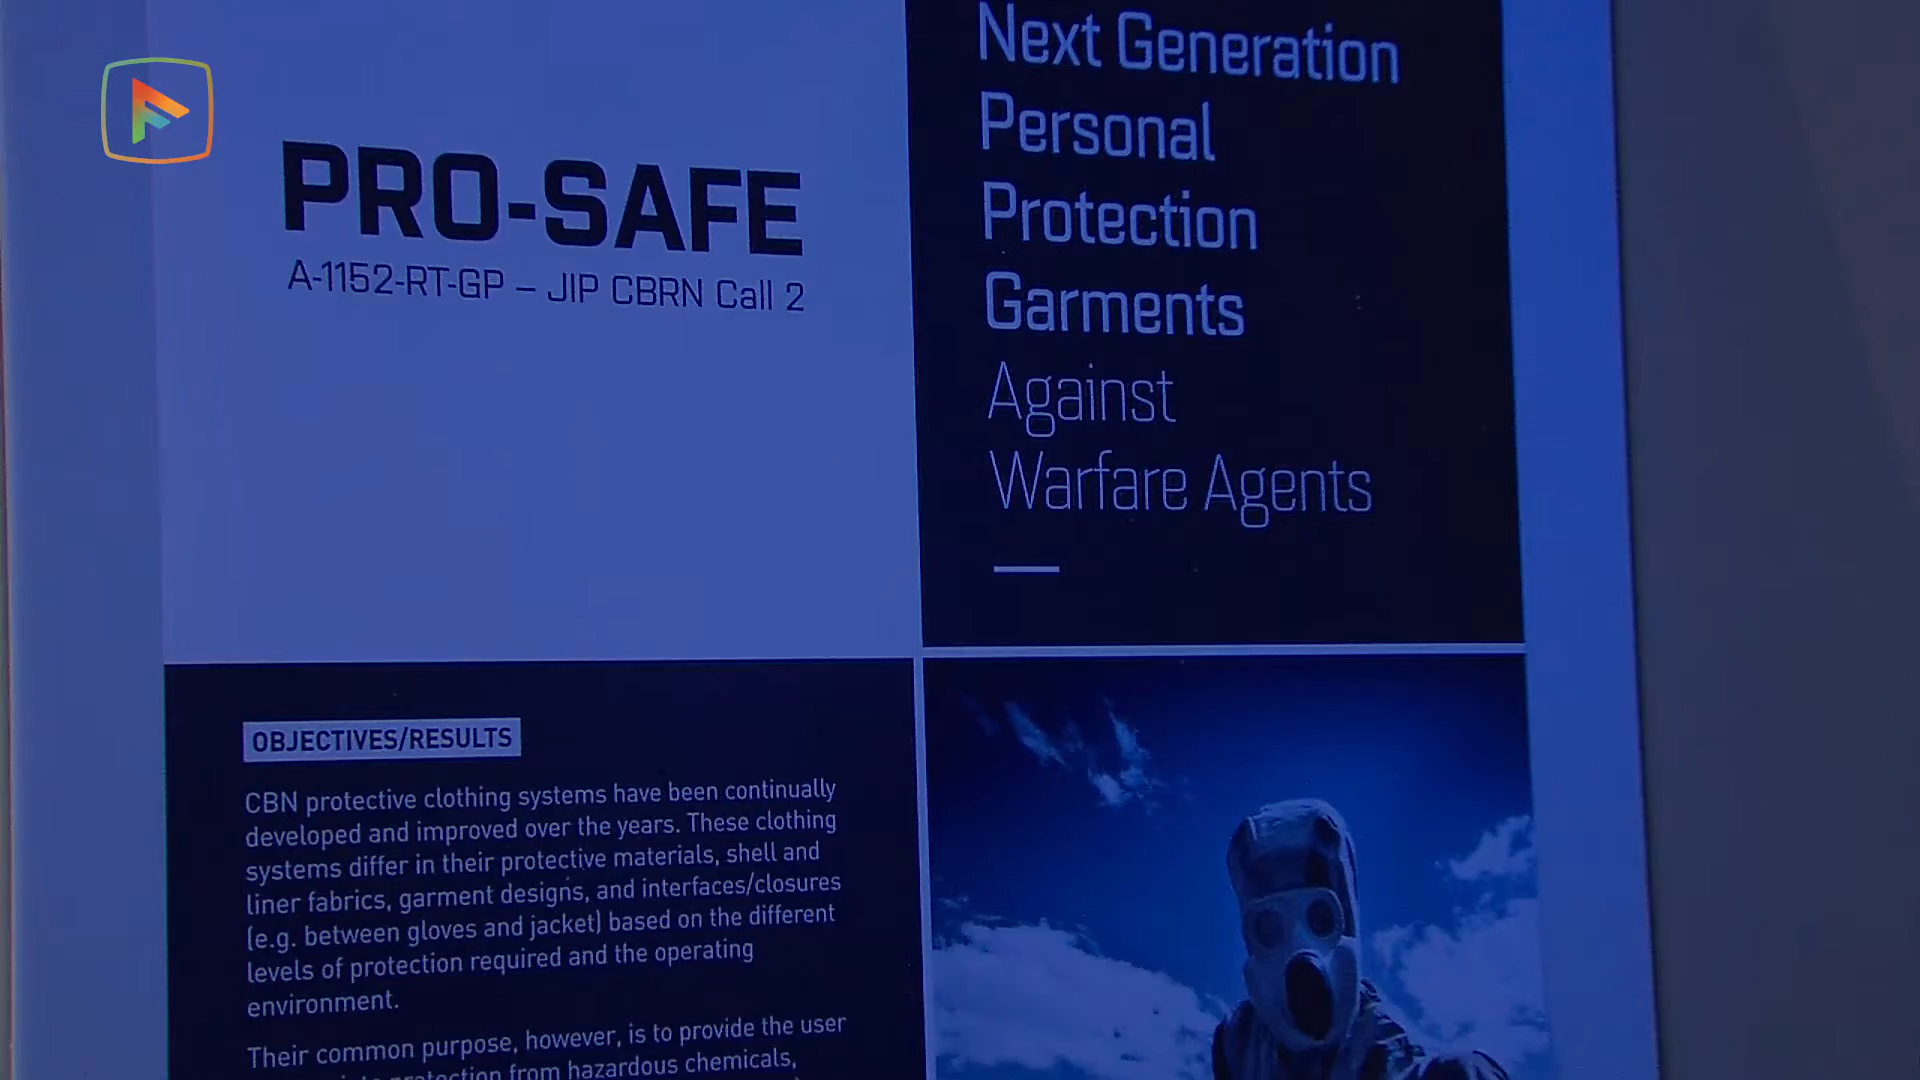 PRO-SAFE
A-1152-RT-GP – JIP CBRN Call 2
Next Generation
Personal
Protection
Garments
Against
Warfare Agents
OBJECTIVES/RESULTS
CBN protective clothing systems have been continually
developed and improved over the years. These clothing
systems differ in their protective materials, shell and
liner fabrics, garment designs, and interfaces/closures
(e.g. between gloves and jacket) based on the different
levels of protection required and the operating
environment.
Their common purpose, however, is to provide the user
protection from hazardous chemicals,